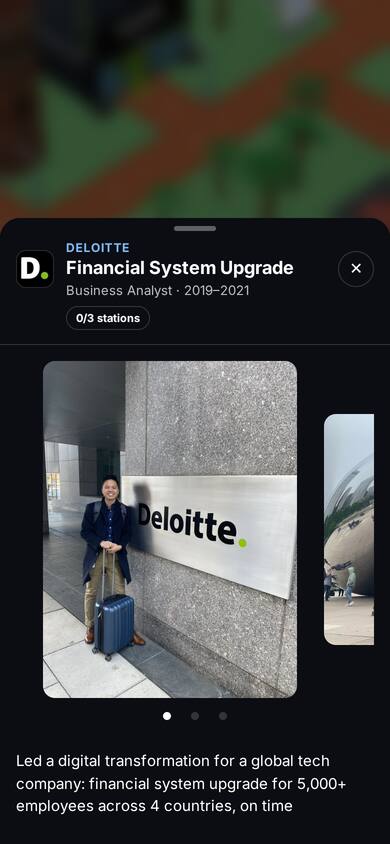 DELOITTE
D.
Financial System Upgrade
Business Analyst · 2019–2021
0/3 stations
Deloitte.
Led a digital transformation for a global tech
company: financial system upgrade for 5,000+
employees across 4 countries, on time